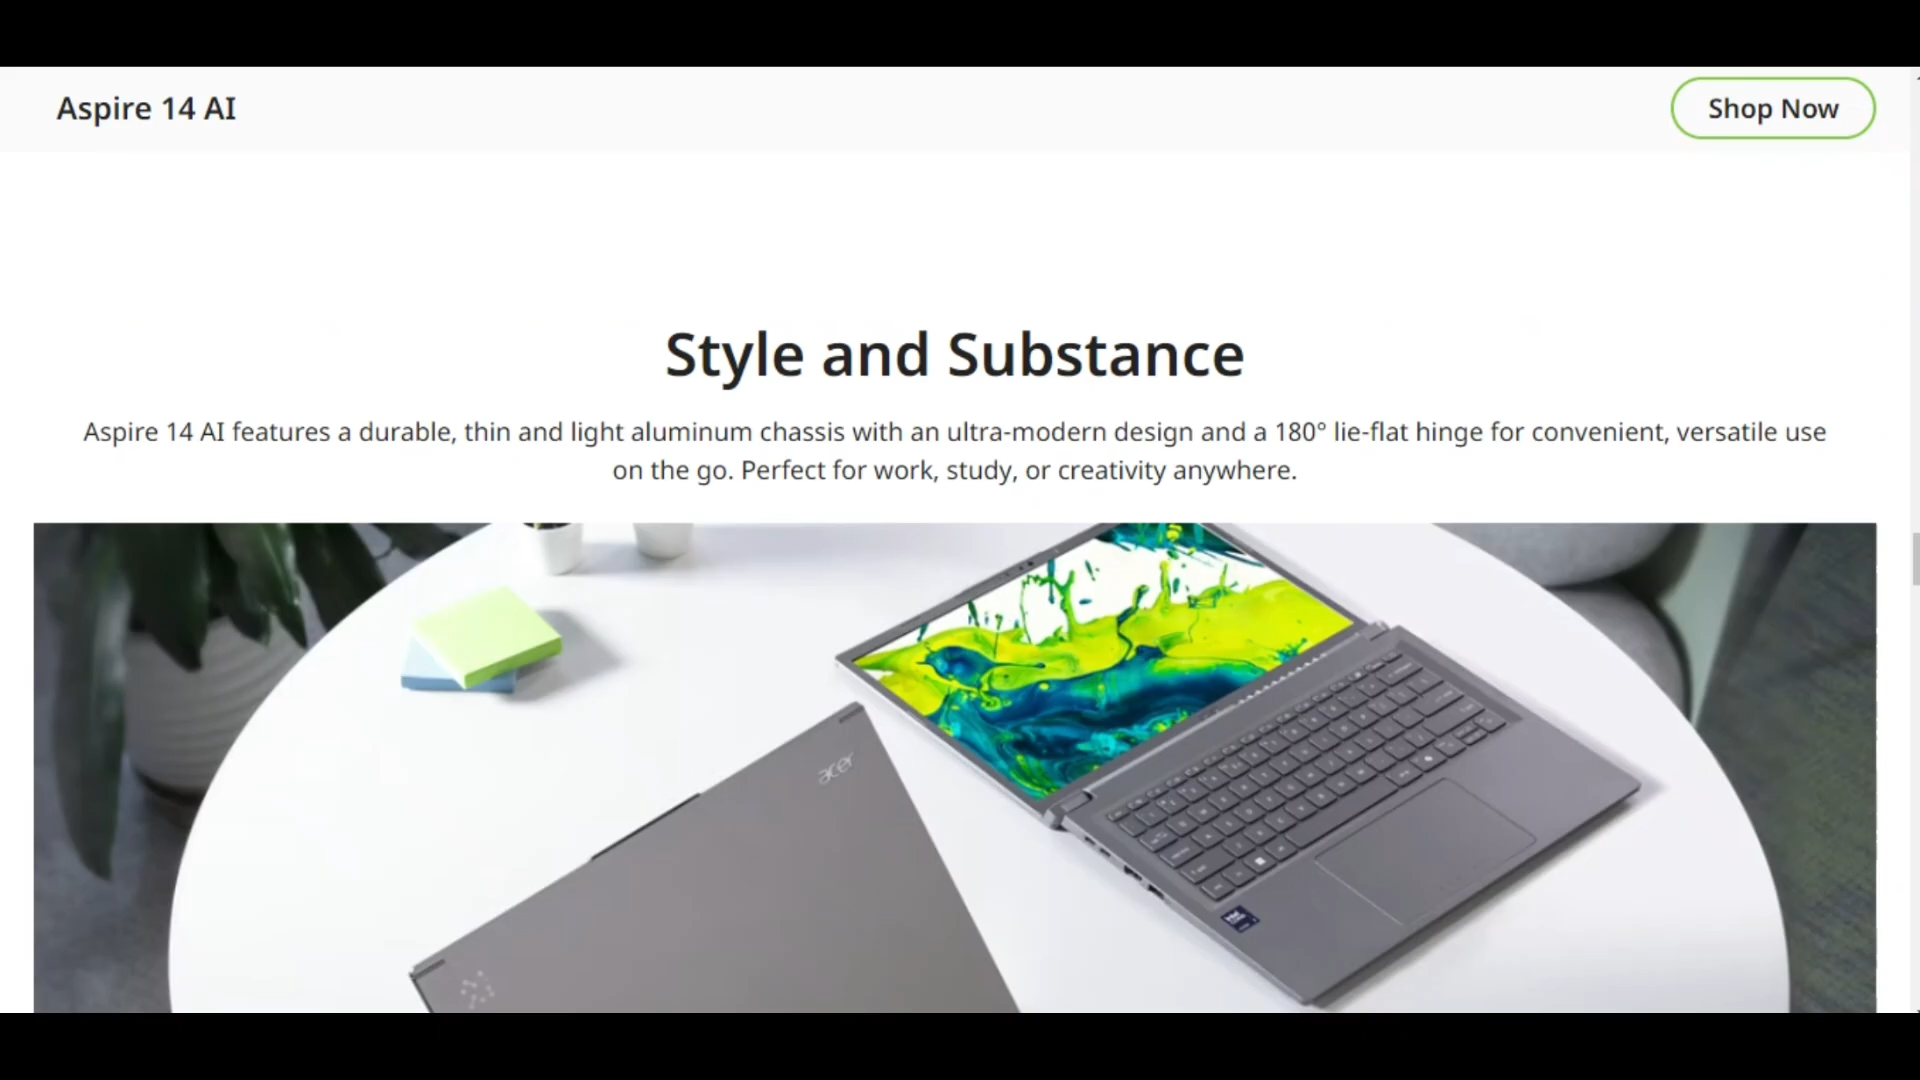 Aspire 14 AI
Shop Now
Style and Substance
Aspire 14 AI features a durable, thin and light aluminum chassis with an ultra-modern design and a 180° lie-flat hinge for convenient, versatile use
on the go. Perfect for work, study, or creativity anywhere.
acer